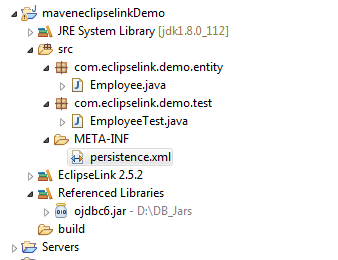 maveneclipselinkDemo
JRE System Library [jdk1.8.0_112]
src
com.eclipselink.demo.entity
Employee.java
com.eclipselink.demo.test
EmployeeTest.java
META-INF
persistence.xml
EclipseLink 2.5.2
Referenced Libraries
ojdbc6.jar - D:\DB_Jars
build
Servers